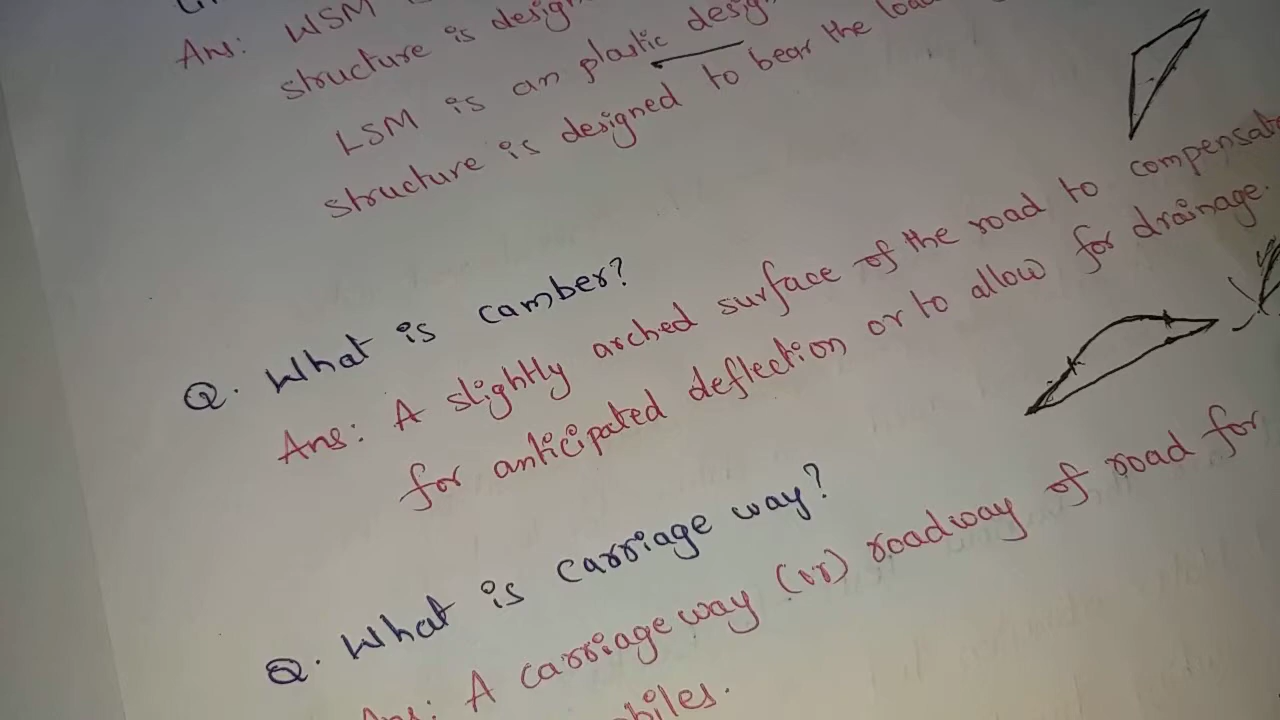 Ans: WSM
structure is desig
LSM is an plastic desig
structure is designed to bear the loa
Q. What is camber?
Ans: A slightly arched surface of the road to compensate
for anticipated deflection or to allow for drainage.
Q. What is carriage way?
Ans: A carriage way (or) roadway of road for
biles.